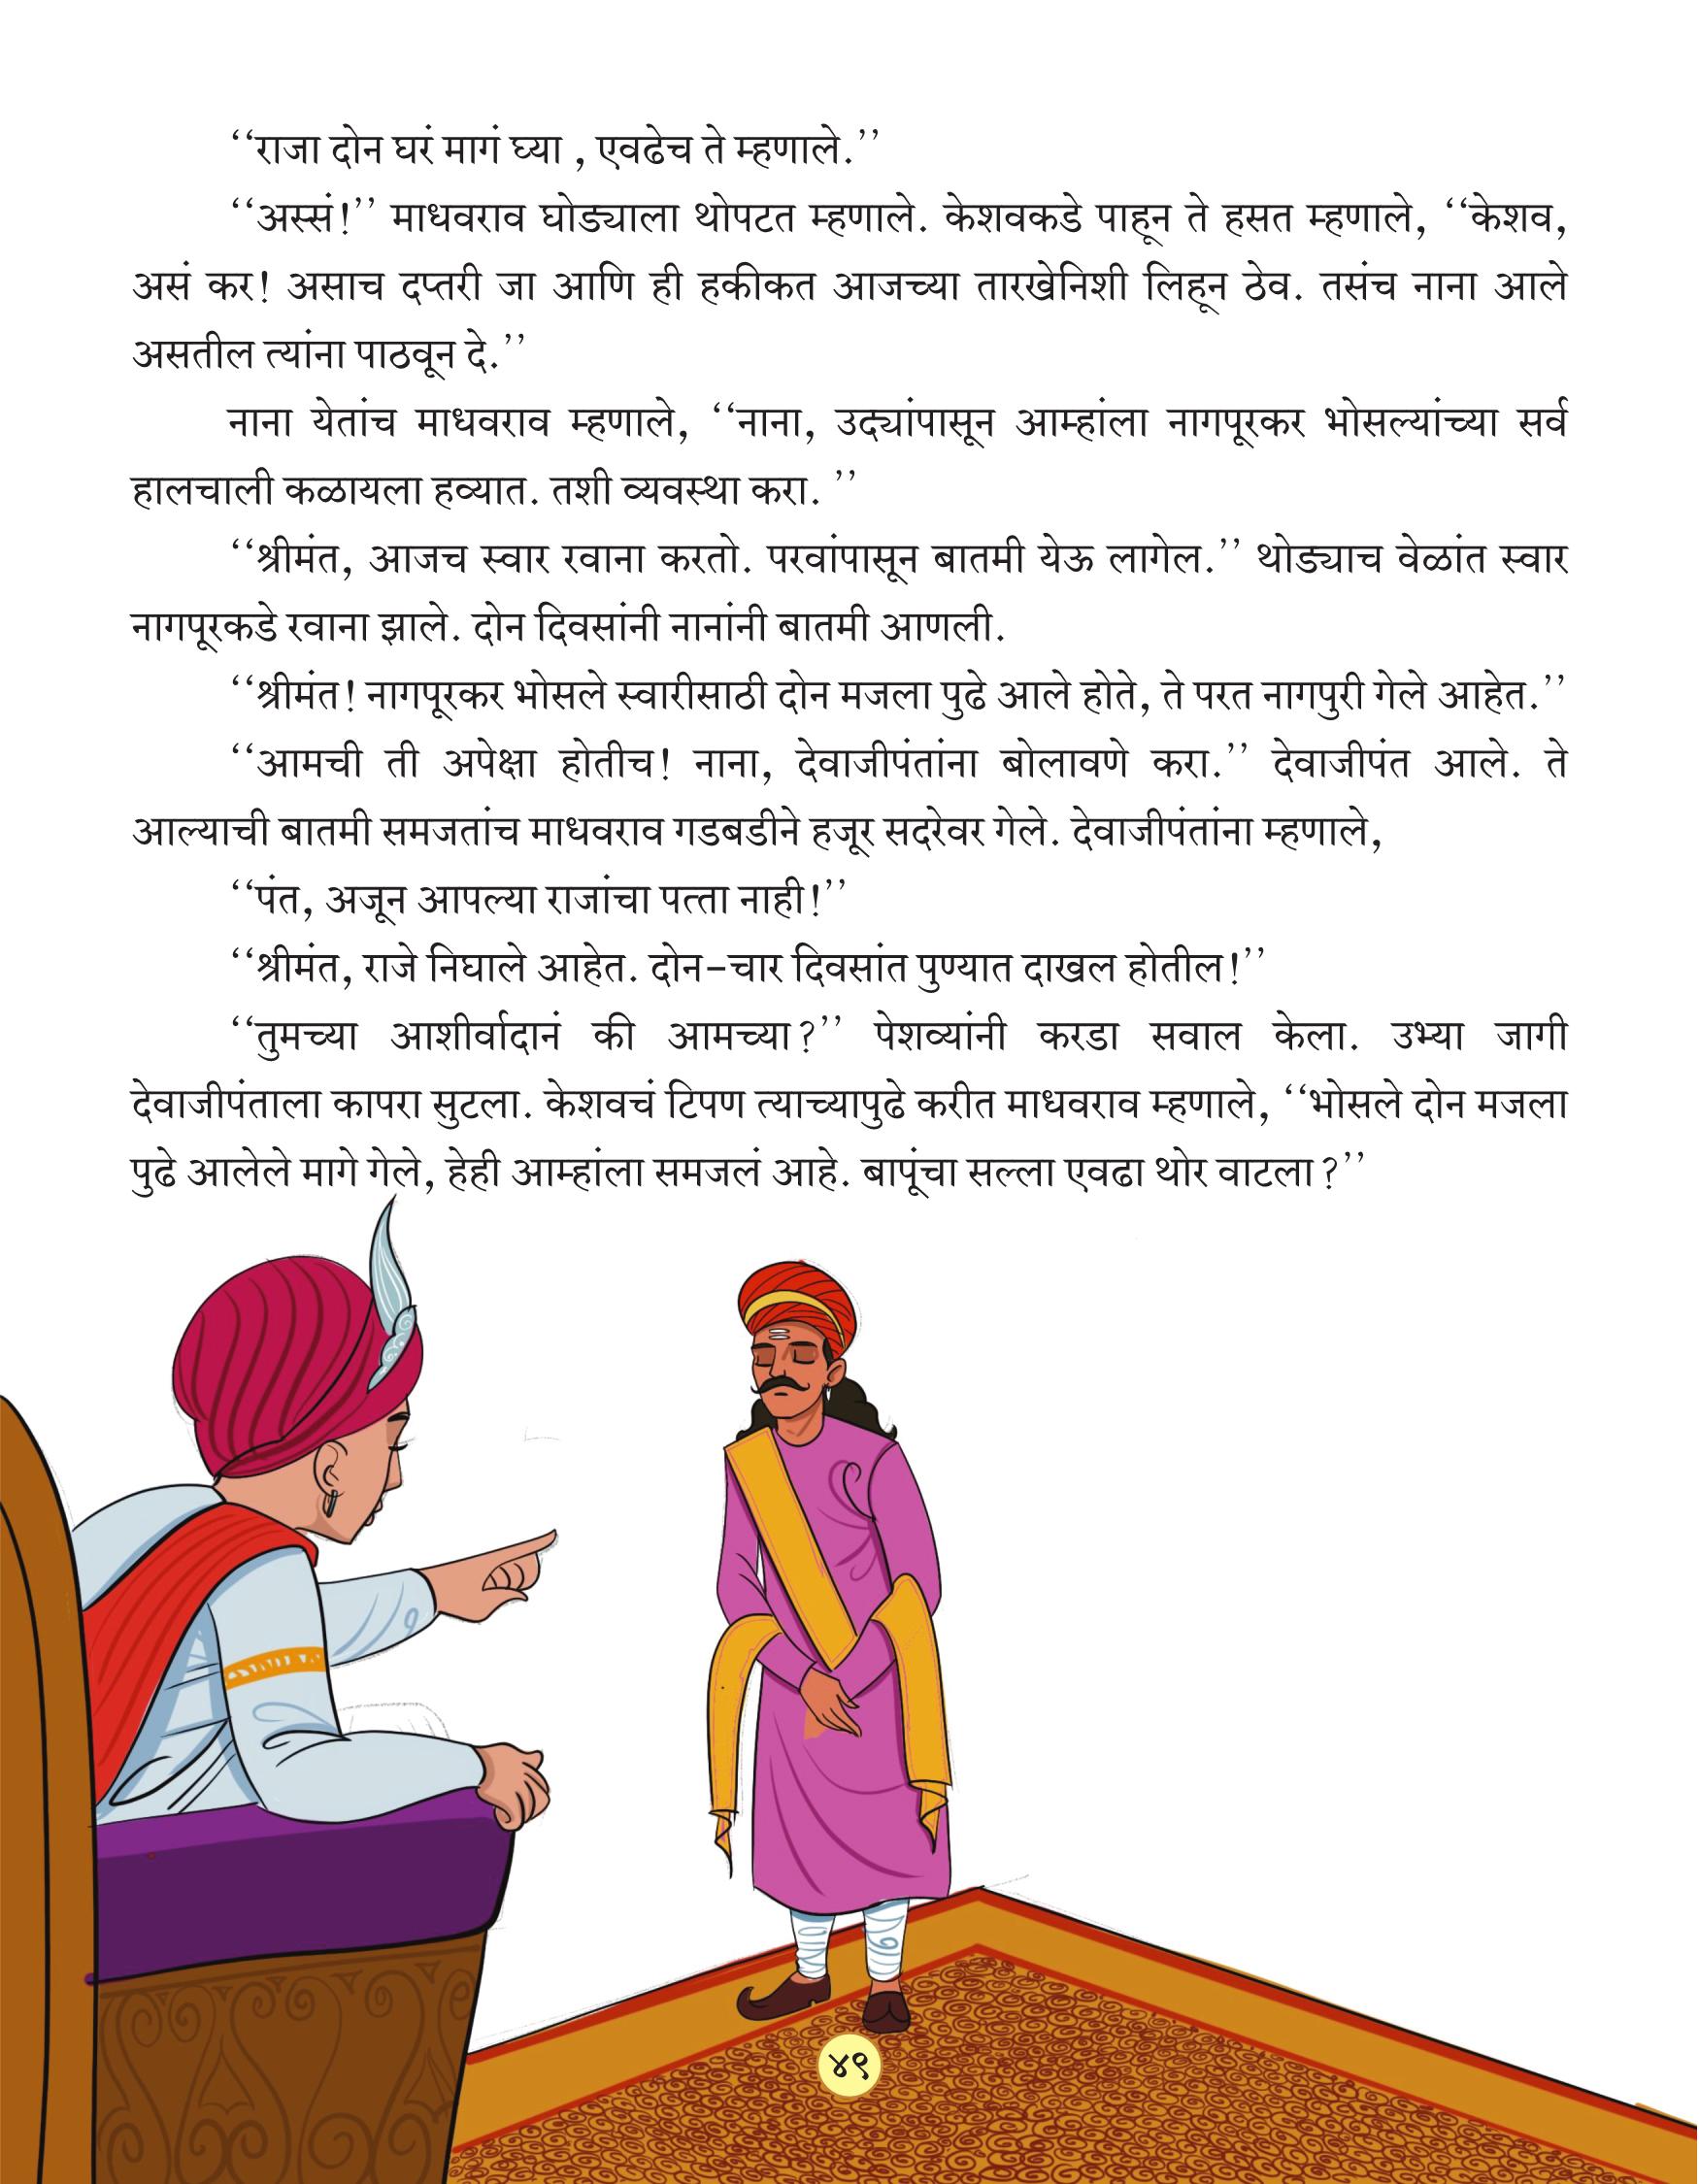 ‘‘राजा दोन घरं मागं घ्या , एवढेच ते म्हणाले.’’
‘‘अस्सं!’’ माधवराव घोड्याला थोपटत म्हणाले. केशवकडे पाहून ते हसत म्हणाले, ‘‘केशव,
असं कर! असाच दप्तरी जा आणि ही हकीकत आजच्या तारखेनिशी लिहून ठेव. तसंच नाना आले
असतील त्यांना पाठवून दे.’’
नाना येतांच माधवराव म्हणाले, ‘‘नाना, उद्यांपासून आम्हांला नागपूरकर भोसल्यांच्या सर्व
हालचाली कळायला हव्यात. तशी व्यवस्था करा. ’’
‘‘श्रीमंत, आजच स्वार रवाना करतो. परवांपासून बातमी येऊ लागेल.’’ थोड्याच वेळांत स्वार
नागपूरकडे रवाना झाले. दोन दिवसांनी नानांनी बातमी आणली.
‘‘श्रीमंत! नागपूरकर भोसले स्वारीसाठी दोन मजला पुढे आले होते, ते परत नागपुरी गेले आहेत.’’
‘‘आमची ती अपेक्षा होतीच! नाना, देवाजीपंतांना बोलावणे करा.’’ देवाजीपंत आले. ते
आल्याची बातमी समजतांच माधवराव गडबडीने हजूर सदरेवर गेले. देवाजीपंतांना म्हणाले,
‘‘पंत, अजून आपल्या राजांचा पत्ता नाही!’’
‘‘श्रीमंत, राजे निघाले आहेत. दोन-चार दिवसांत पुण्यात दाखल होतील!’’
‘‘तुमच्या आशीर्वादानं की आमच्या?’’ पेशव्यांनी करडा सवाल केला. उभ्या जागी
देवाजीपंताला कापरा सुटला. केशवचं टिपण त्याच्यापुढे करीत माधवराव म्हणाले, ‘‘भोसले दोन मजला
पुढे आलेले मागे गेले, हेही आम्हांला समजलं आहे. बापूंचा सल्ला एवढा थोर वाटला?’’
४९